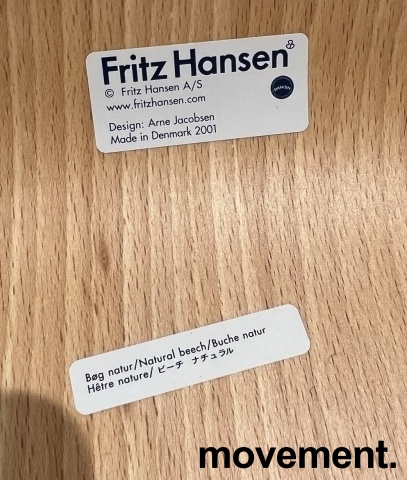 Fritz Hansen
© Fritz Hansen A/S
www.fritzhansen.com
Design: Arne Jacobsen
Made in Denmark 2001
Bøg natur/Natural beech/Buche natur
Hêtre nature/ ビーチ ナチュラル
movement.